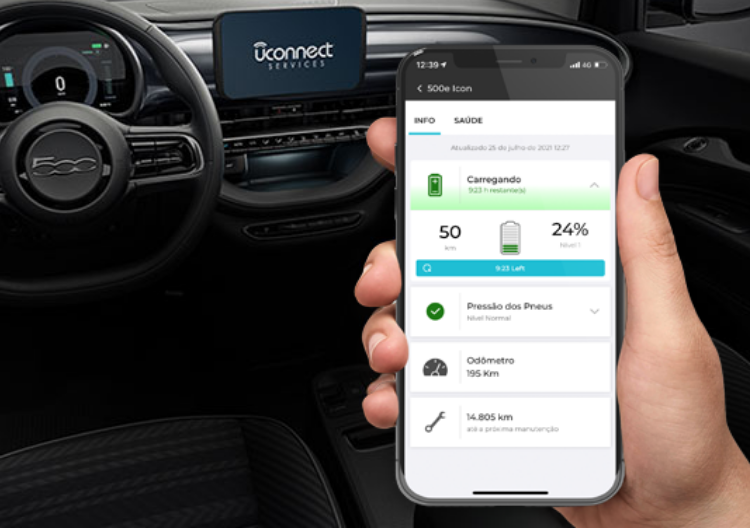 Uconnect
SERVICES
0
500
12:39
4G
500e Icon
INFO SAÚDE
Atualizado 25 de julho de 2021 12:27
Carregando
9:23 h restante(s)
50
km
24%
Nível 1
9:23 Left
Pressão dos Pneus
Nível Normal
Odômetro
195 Km
14.805 km
até a próxima manutenção